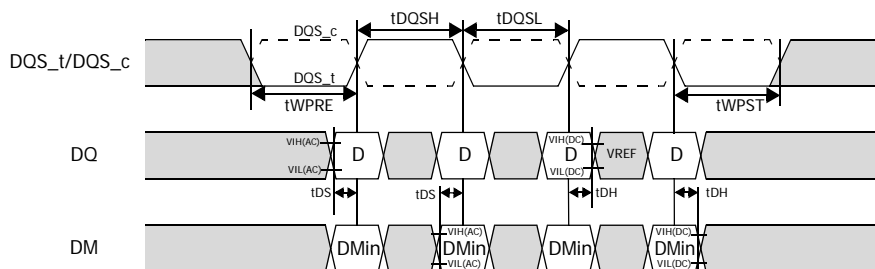 tDQSH tDQSL
DQS_c
DQS_t/DQS_c
DQS_t
tWPRE tWPST
VIH(AC) VIH(DC)
DQ D D D VREF D
VIL(AC) VIL(DC)
tDS tDS tDH tDH
VIH(AC) VIH(DC)
DM DMin DMin DMin DMin
VIL(AC) VIL(DC)